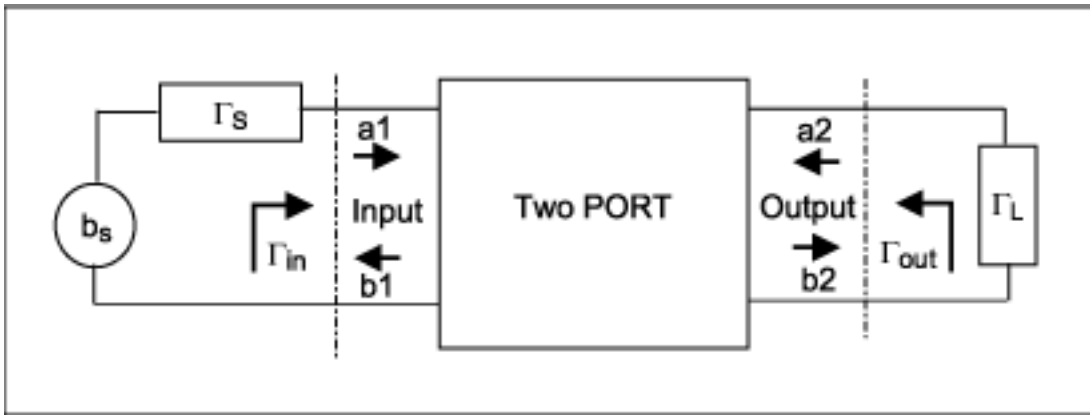 ΓS
a1
a2
bs
Γin
Input
Two PORT
Output
Γout
ΓL
b1
b2